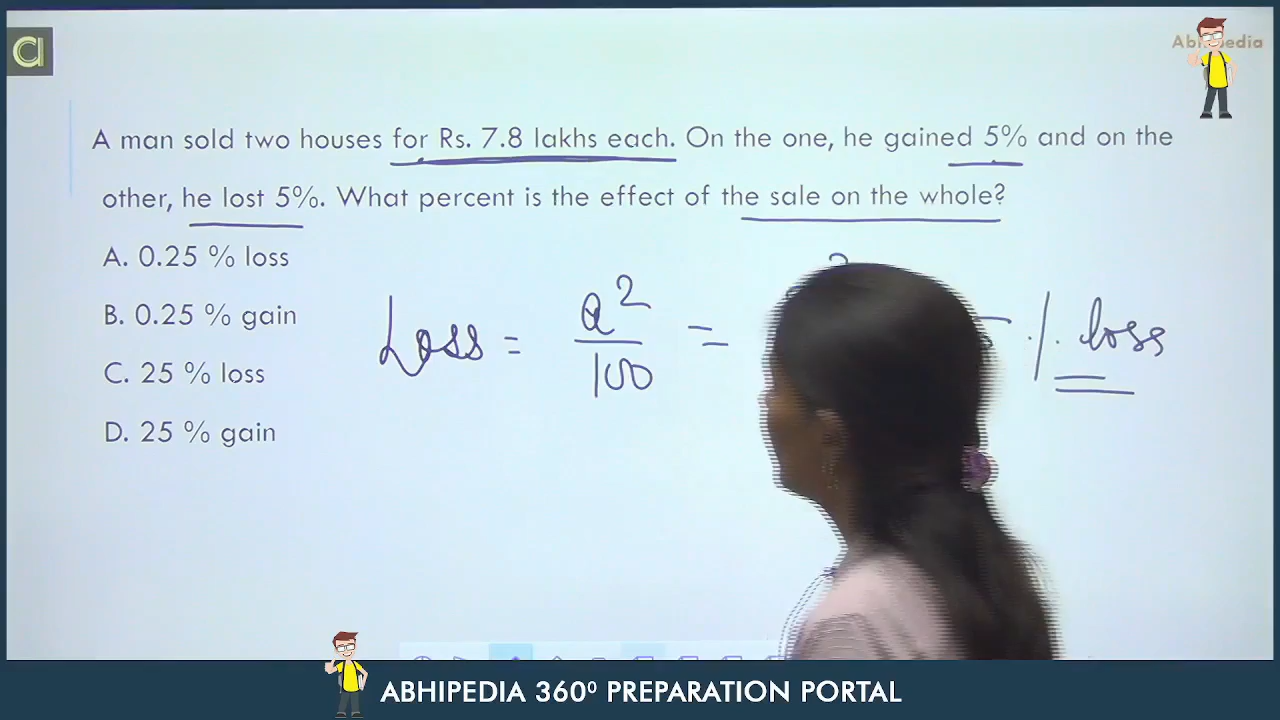 Abhipedia
A man sold two houses for Rs. 7.8 lakhs each. On the one, he gained 5% and on the
other, he lost 5%. What percent is the effect of the sale on the whole?
A. 0.25 % loss
B. 0.25 % gain
C. 25 % loss
D. 25 % gain
Loss = a² / 100 = % loss
ABHIPEDIA 360⁰ PREPARATION PORTAL